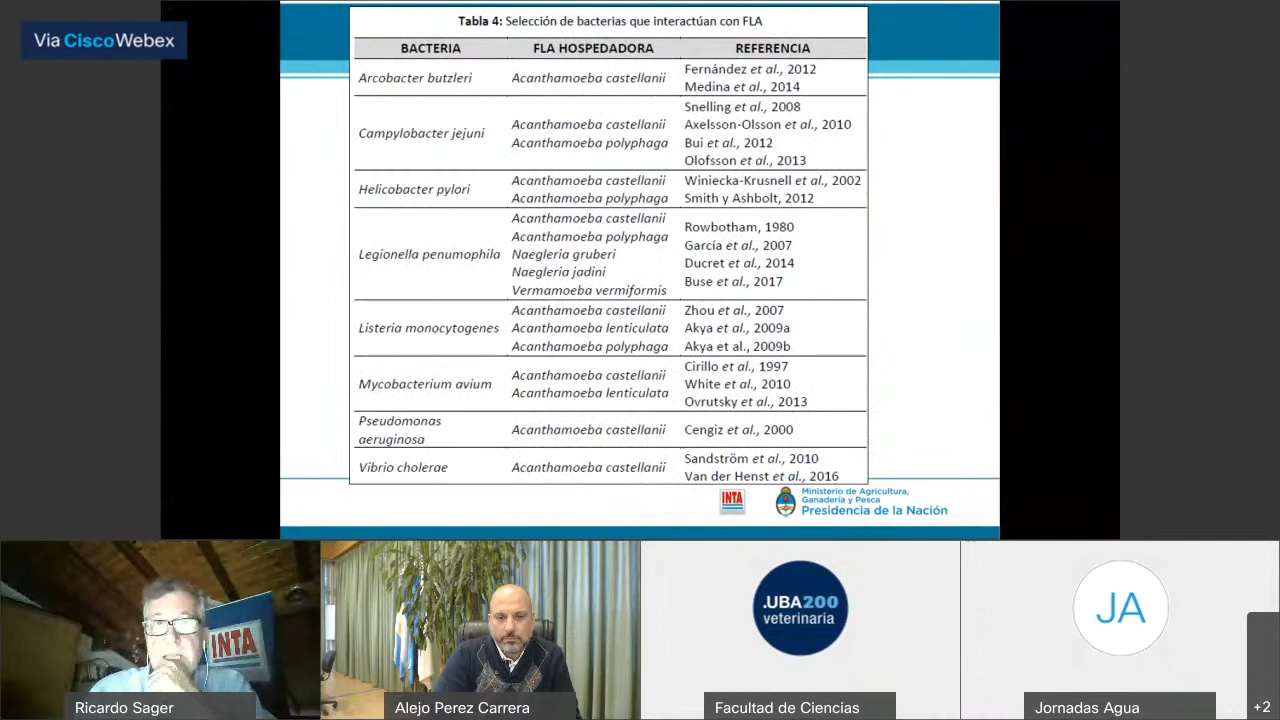 Via CiscoWebex
Tabla 4: Selección de bacterias que interactúan con FLA
BACTERIA FLA HOSPEDADORA REFERENCIA
Arcobacter butzleri Acanthamoeba castellanii Fernández et al., 2012
Medina et al., 2014
Campylobacter jejuni Acanthamoeba castellanii Acanthamoeba polyphaga Snelling et al., 2008
Axelsson-Olsson et al., 2010
Bui et al., 2012
Olofsson et al., 2013
Helicobacter pylori Acanthamoeba castellanii Winiecka-Krusnell et al., 2002
Acanthamoeba polyphaga Smith y Ashbolt, 2012
Legionella penumophila
Acanthamoeba castellanii
Acanthamoeba polyphaga
Naegleria gruberi
Naegleria jadini
Vermamoeba vermiformis
Rowbotham, 1980
García et al., 2007
Ducret et al., 2014
Buse et al., 2017
Listeria monocytogenes
Acanthamoeba castellanii Zhou et al., 2007
Acanthamoeba lenticulata Akya et al., 2009a
Acanthamoeba polyphaga Akya et al., 2009b
Mycobacterium avium
Acanthamoeba castellanii
Acanthamoeba lenticulata
Cirillo et al., 1997
White et al., 2010
Ovrutsky et al., 2013
Pseudomonas
aeruginosa
Acanthamoeba castellanii Cengiz et al., 2000
Vibrio cholerae Acanthamoeba castellanii Sandström et al., 2010
Van der Henst et al., 2016
INTA
Ministerio de Agricultura,
Ganadería y Pesca
Presidencia de la Nación
INTA
.UBA200
veterinaria
JA
Ricardo Sager
Alejo Perez Carrera
Facultad de Ciencias
Jornadas Agua
+2